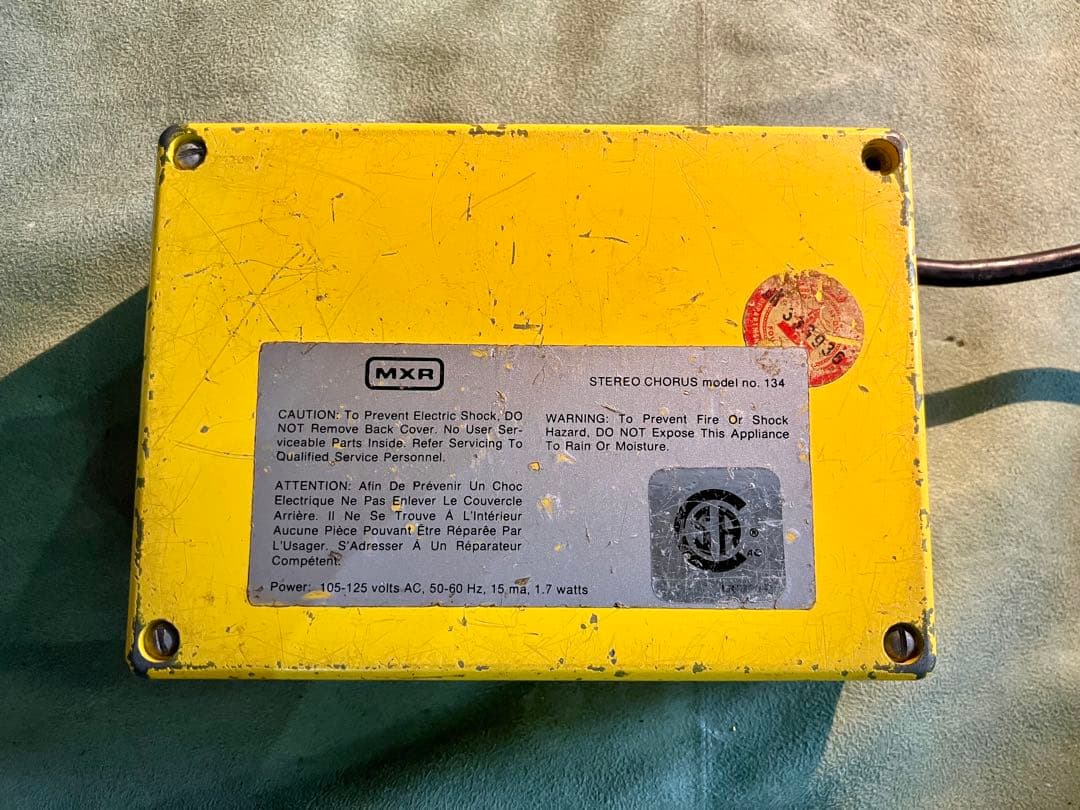 MXR
STEREO CHORUS model no. 134
CAUTION: To Prevent Electric Shock, DO
NOT Remove Back Cover. No User Ser-
viceable Parts Inside. Refer Servicing To
Qualified Service Personnel.
WARNING: To Prevent Fire Or Shock
Hazard, DO NOT Expose This Appliance
To Rain Or Moisture.
ATTENTION: Afin De Prévenir Un Choc
Electrique Ne Pas Enlever Le Couvercle
Arrière. Il Ne Se Trouve À L'Intérieur
Aucune Pièce Pouvant Être Réparée Par
L'Usager. S'Adresser À Un Réparateur
Compétent.
Power: 105-125 volts AC, 50-60 Hz, 15 ma, 1.7 watts
®